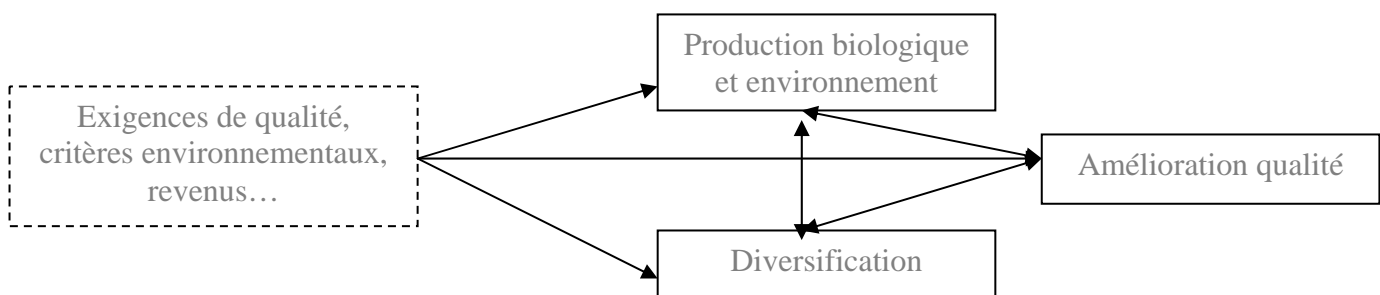 Production biologique
et environnement
Exigences de qualité,
critères environnementaux,
revenus…
Amélioration qualité
Diversification